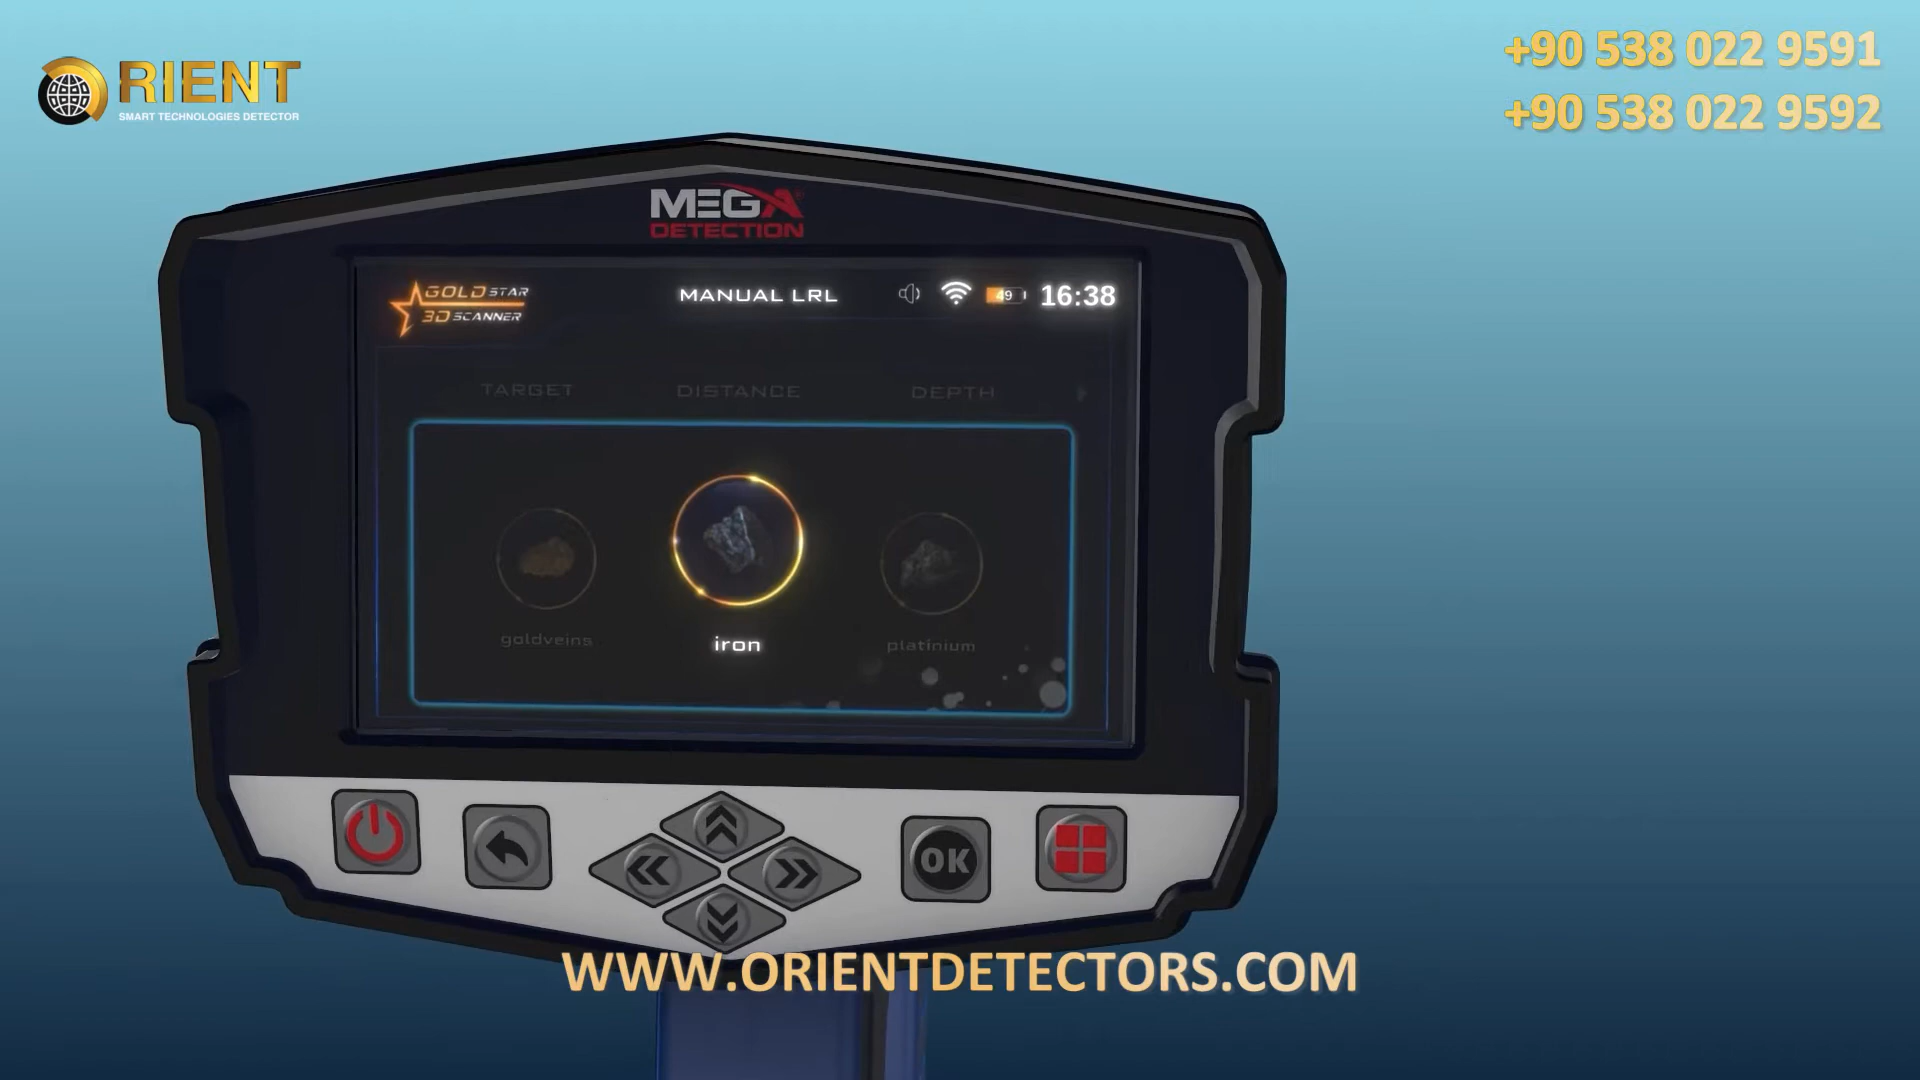 RIENT
SMART TECHNOLOGIES DETECTOR
+90 538 022 9591
+90 538 022 9592
MEGA
DETECTION
GOLD STAR
3D SCANNER
MANUAL LRL
49
16:38
TARGET
DISTANCE
DEPTH
goldveins
iron
platinium
OK
WWW.ORIENTDETECTORS.COM